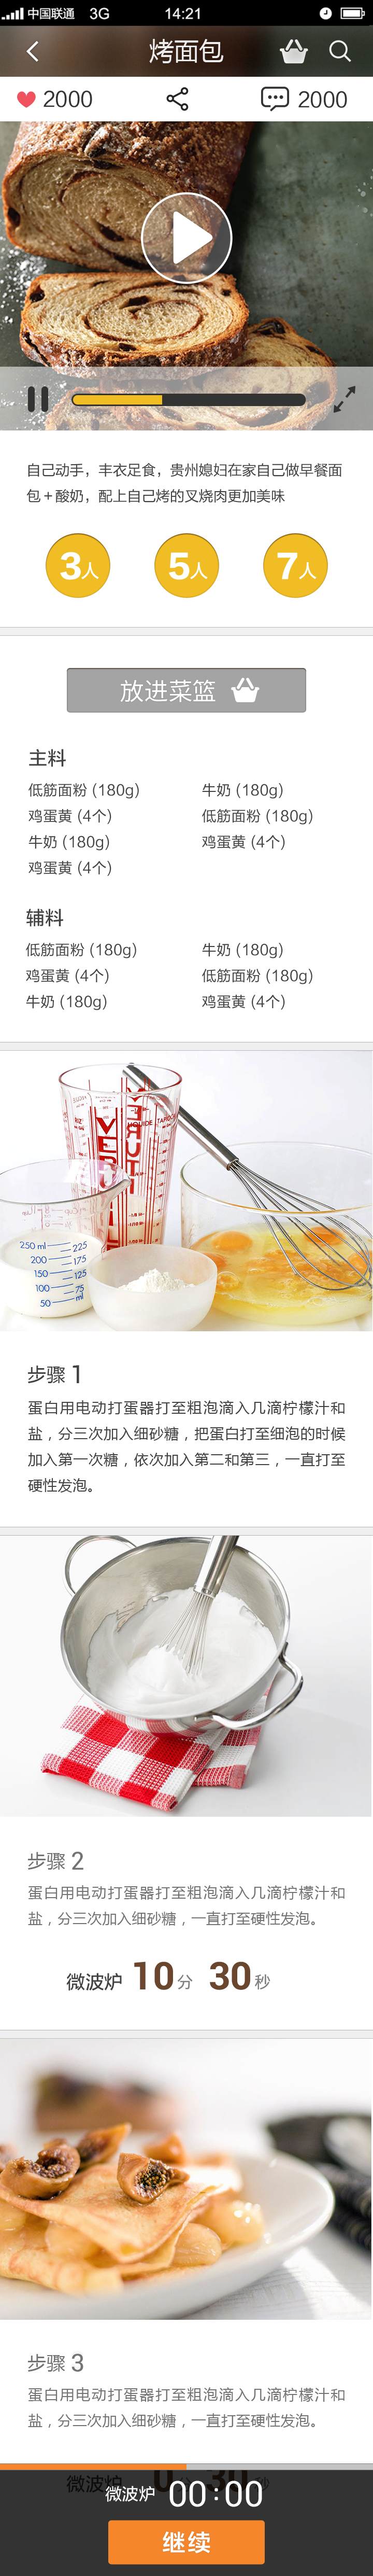 中国联通 3G 14:21
烤面包
2000 2000
自己动手，丰衣足食，贵州媳妇在家自己做早餐面
包＋酸奶，配上自己烤的叉烧肉更加美味
3人 5人 7人
放进菜篮
主料
低筋面粉 (180g) 牛奶 (180g)
鸡蛋黄 (4个) 低筋面粉 (180g)
牛奶 (180g) 鸡蛋黄 (4个)
鸡蛋黄 (4个)
辅料
低筋面粉 (180g) 牛奶 (180g)
鸡蛋黄 (4个) 低筋面粉 (180g)
牛奶 (180g) 鸡蛋黄 (4个)
250 ml 225
200 175
150 125
100 75
50 ml
步骤 1
蛋白用电动打蛋器打至粗泡滴入几滴柠檬汁和
盐，分三次加入细砂糖，把蛋白打至细泡的时候
加入第一次糖，依次加入第二和第三，一直打至
硬性发泡。
步骤 2
蛋白用电动打蛋器打至粗泡滴入几滴柠檬汁和
盐，分三次加入细砂糖，一直打至硬性发泡。
微波炉 10分 30秒
步骤 3
蛋白用电动打蛋器打至粗泡滴入几滴柠檬汁和
盐，分三次加入细砂糖，一直打至硬性发泡。
微波炉 00:00
继续